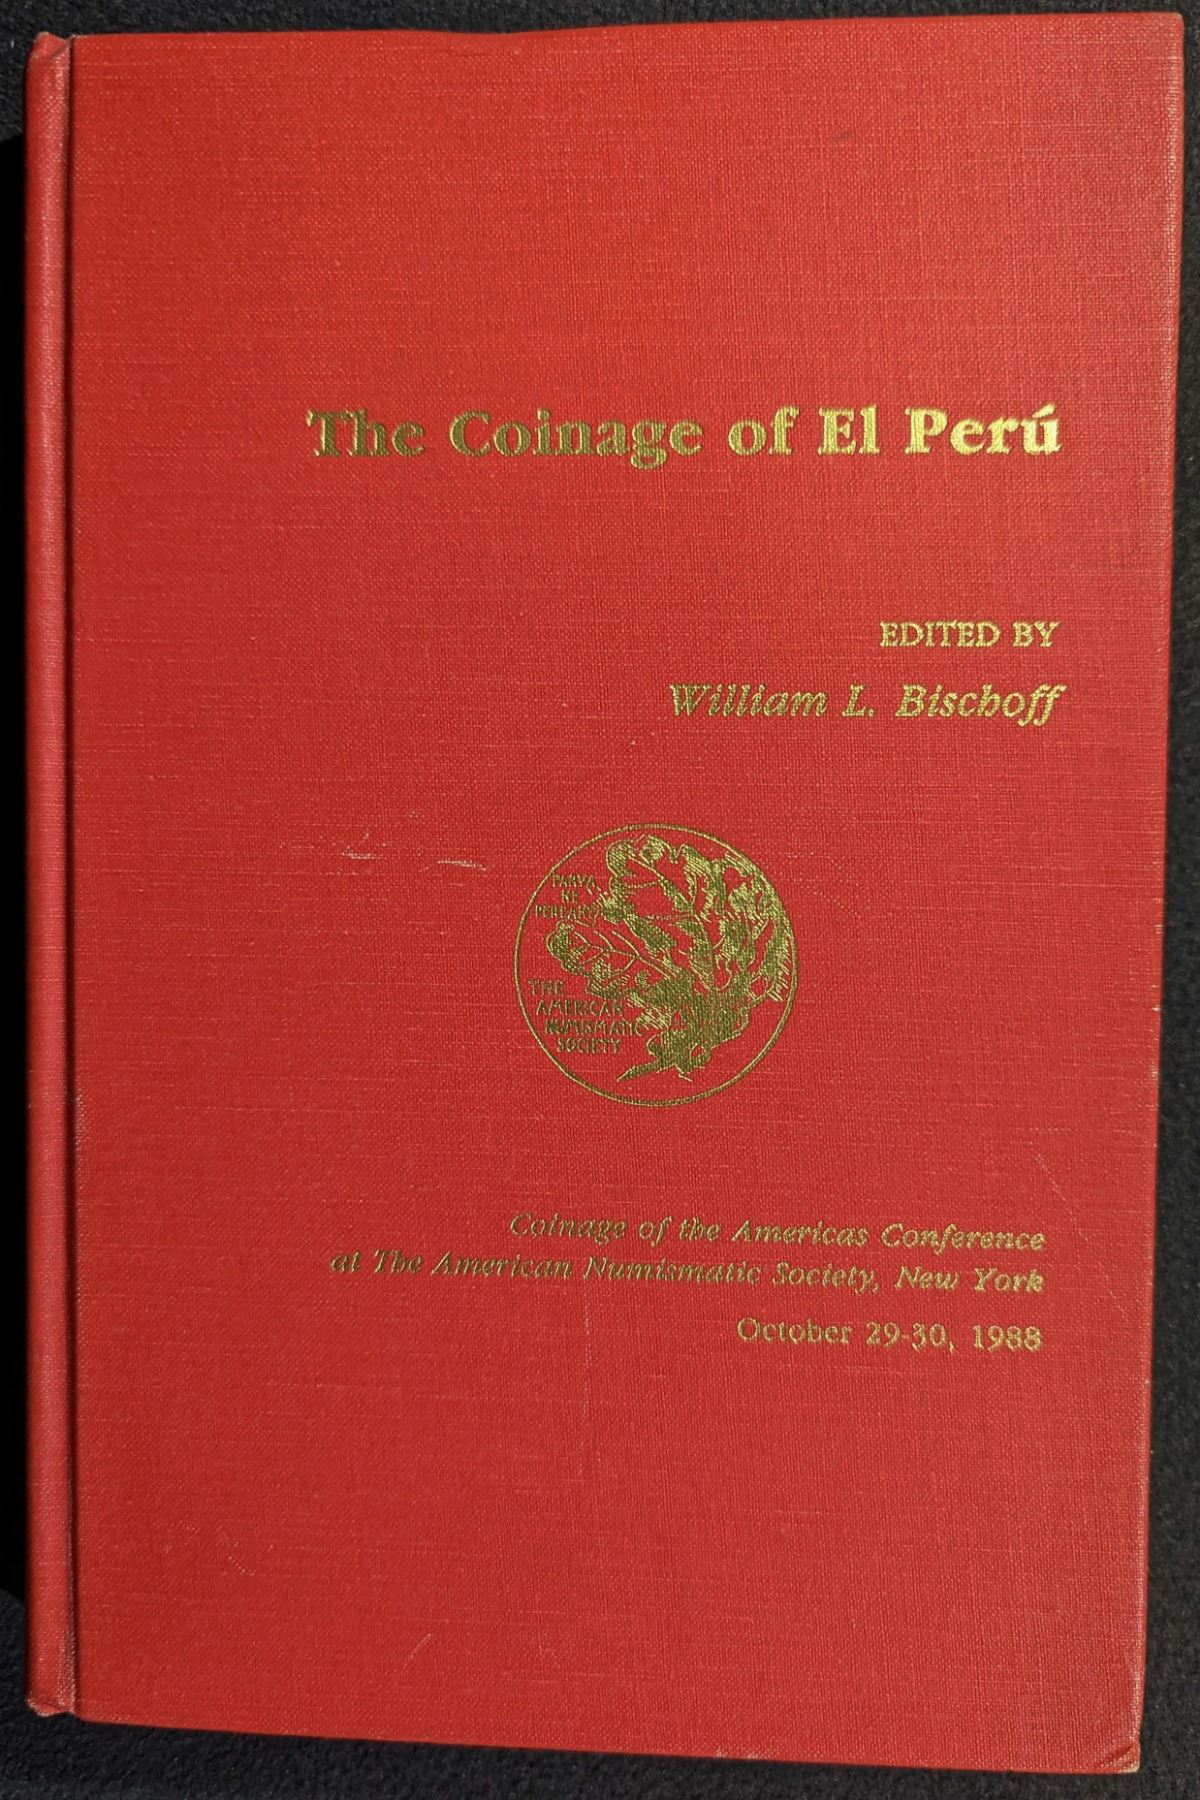 The Coinage of El Perú
EDITED BY
William L. Bischoff
PARVA
NE
PEREANT
THE
AMERICAN
NUMISMATIC
SOCIETY
Coinage of the Americas Conference
at The American Numismatic Society, New York
October 29-30, 1988